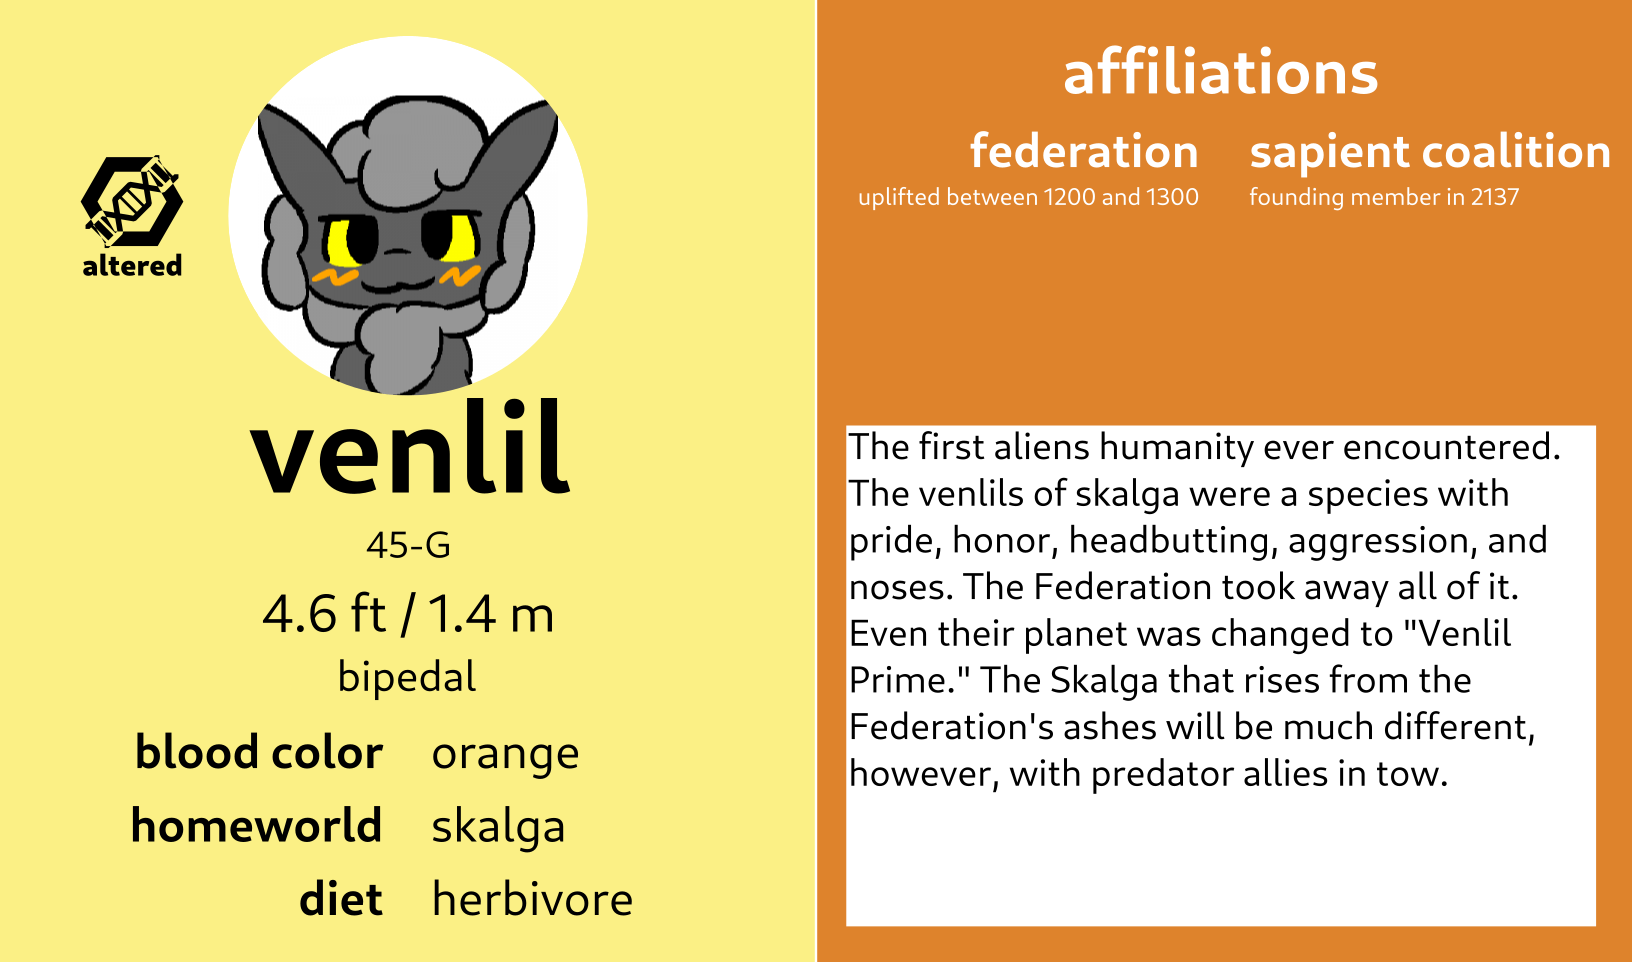 altered
venlil
45-G
4.6 ft / 1.4 m
bipedal
blood color orange
homeworld skalga
diet herbivore
affiliations
federation
uplifted between 1200 and 1300
sapient coalition
founding member in 2137
The first aliens humanity ever encountered.
The venlils of skalga were a species with
pride, honor, headbutting, aggression, and
noses. The Federation took away all of it.
Even their planet was changed to "Venlil
Prime." The Skalga that rises from the
Federation's ashes will be much different,
however, with predator allies in tow.